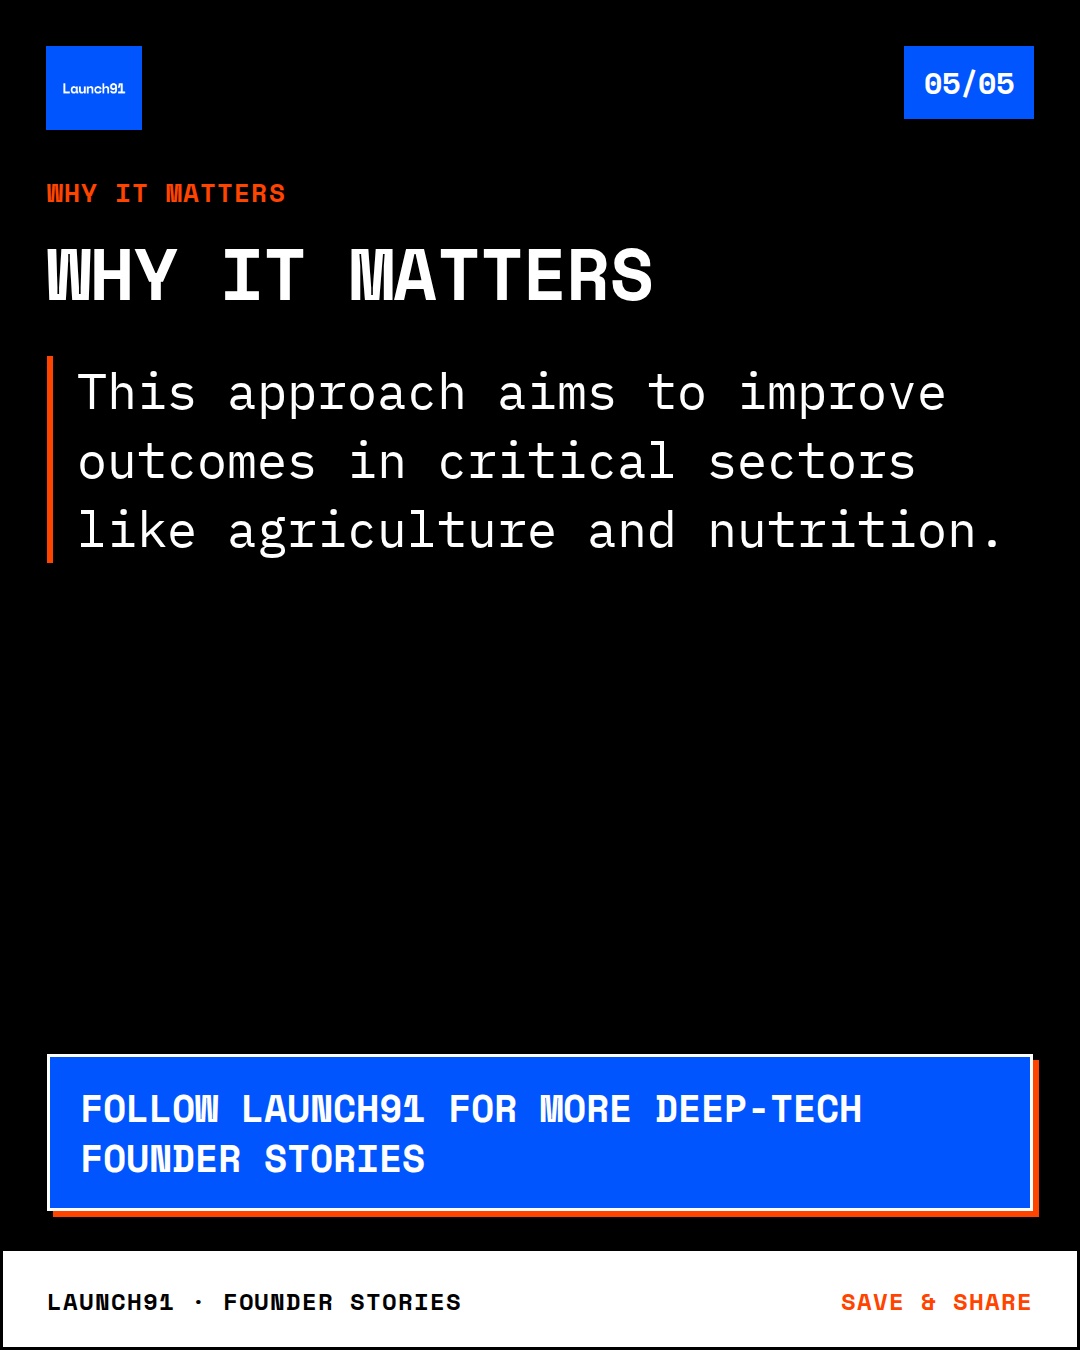 Launch91
05/05
WHY IT MATTERS
WHY IT MATTERS
This approach aims to improve
outcomes in critical sectors
like agriculture and nutrition.
FOLLOW LAUNCH91 FOR MORE DEEP-TECH
FOUNDER STORIES
LAUNCH91 · FOUNDER STORIES
SAVE & SHARE